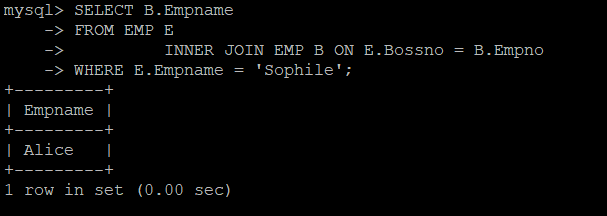 mysql> SELECT B.Empname
    -> FROM EMP E
    ->          INNER JOIN EMP B ON E.Bossno = B.Empno
    -> WHERE E.Empname = 'Sophile';
+---------+
| Empname |
+---------+
| Alice   |
+---------+
1 row in set (0.00 sec)